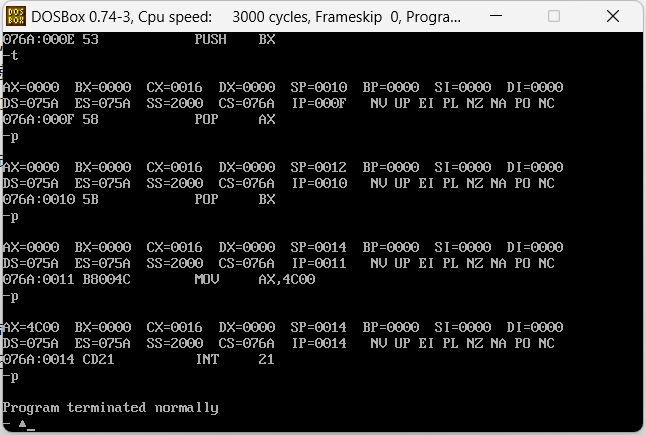 DOS BOX DOSBox 0.74-3, Cpu speed: 3000 cycles, Frameskip 0, Progra...
076A:000E 53 PUSH BX
-t
AX=0000 BX=0000 CX=0016 DX=0000 SP=0010 BP=0000 SI=0000 DI=0000
DS=075A ES=075A SS=2000 CS=076A IP=000F NV UP EI PL NZ NA PO NC
076A:000F 58 POP AX
-p
AX=0000 BX=0000 CX=0016 DX=0000 SP=0012 BP=0000 SI=0000 DI=0000
DS=075A ES=075A SS=2000 CS=076A IP=0010 NV UP EI PL NZ NA PO NC
076A:0010 5B POP BX
-p
AX=0000 BX=0000 CX=0016 DX=0000 SP=0014 BP=0000 SI=0000 DI=0000
DS=075A ES=075A SS=2000 CS=076A IP=0011 NV UP EI PL NZ NA PO NC
076A:0011 B8004C MOV AX,4C00
-p
AX=4C00 BX=0000 CX=0016 DX=0000 SP=0014 BP=0000 SI=0000 DI=0000
DS=075A ES=075A SS=2000 CS=076A IP=0014 NV UP EI PL NZ NA PO NC
076A:0014 CD21 INT 21
-p
Program terminated normally
- ▲_